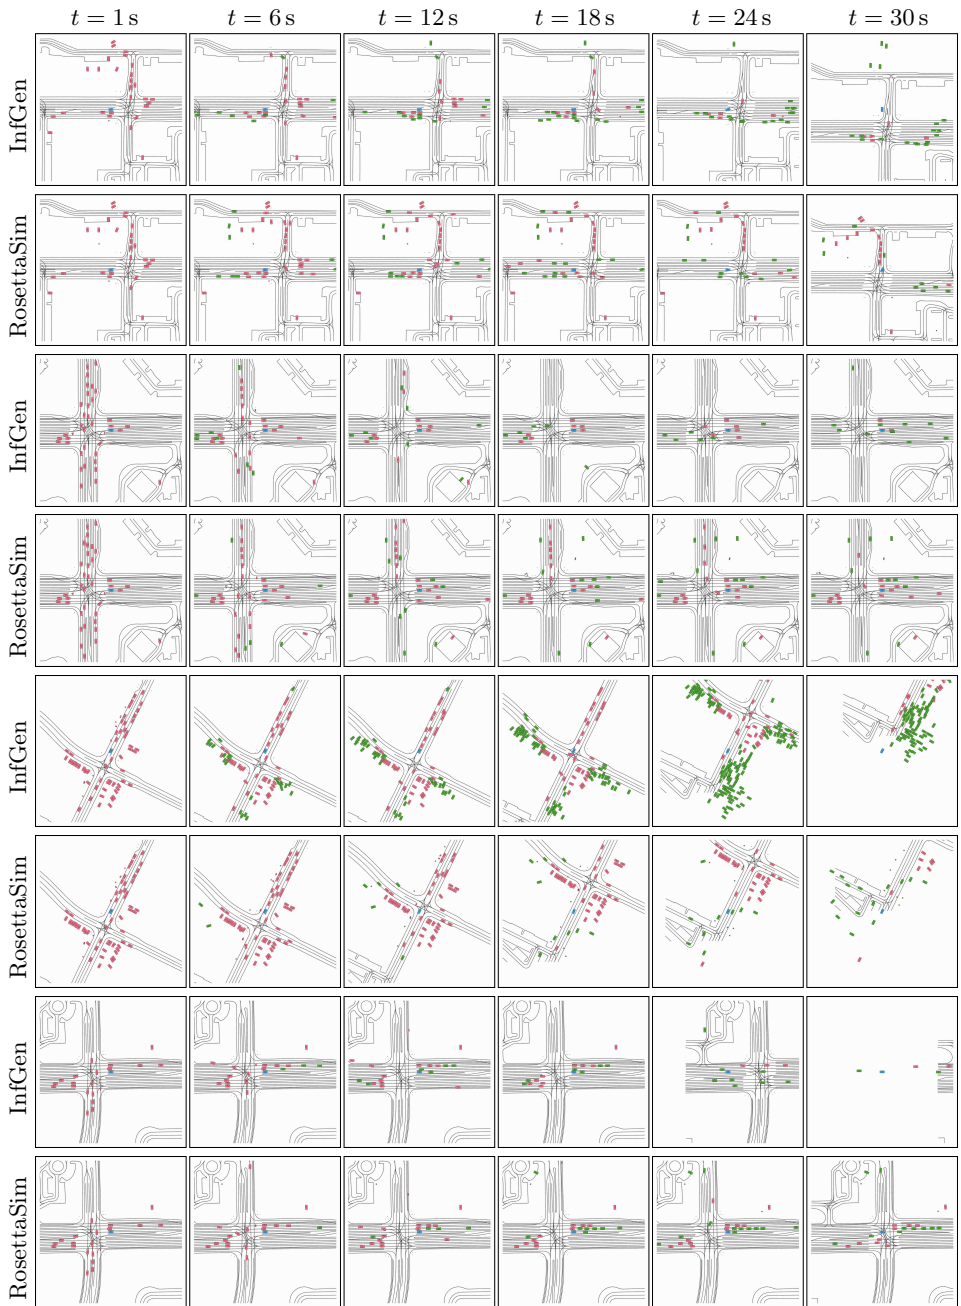 t = 1 s t = 6 s t = 12 s t = 18 s t = 24 s t = 30 s
InfGen
RosettaSim
InfGen
RosettaSim
InfGen
RosettaSim
InfGen
RosettaSim